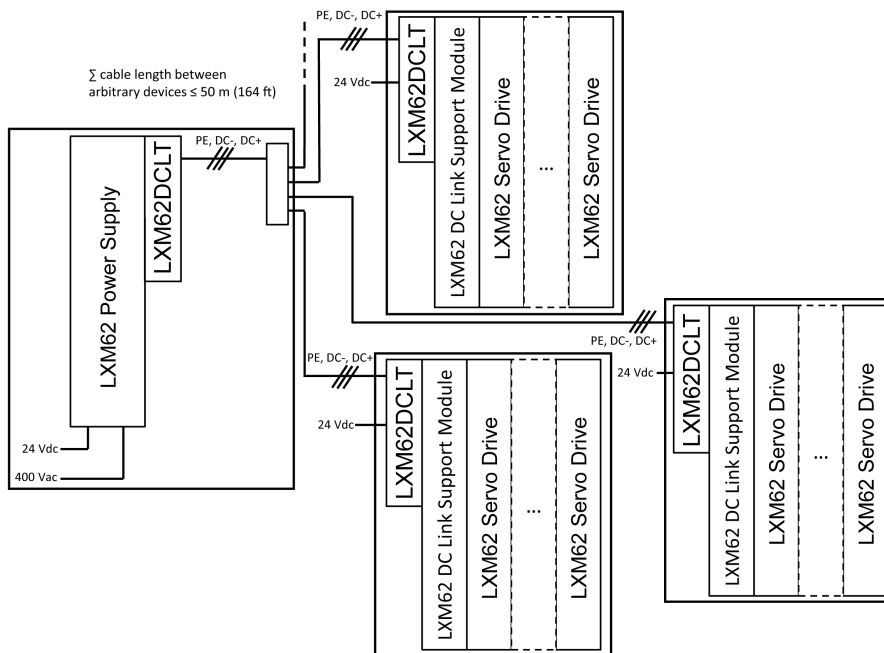 PE, DC-, DC+
∑ cable length between
arbitrary devices ≤ 50 m (164 ft)
24 Vdc
LXM62DCLT
LXM62 DC Link Support Module
LXM62 Servo Drive
...
LXM62 Servo Drive
PE, DC-, DC+
LXM62 Power Supply
LXM62DCLT
24 Vdc
400 Vac
PE, DC-, DC+
24 Vdc
LXM62DCLT
LXM62 DC Link Support Module
LXM62 Servo Drive
...
LXM62 Servo Drive
PE, DC-, DC+
24 Vdc
LXM62DCLT
LXM62 DC Link Support Module
LXM62 Servo Drive
...
LXM62 Servo Drive